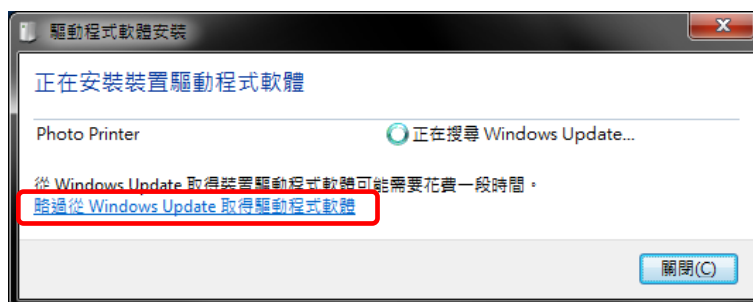 驅動程式軟體安裝
正在安裝裝置驅動程式軟體
Photo Printer 正在搜尋 Windows Update...
從 Windows Update 取得裝置驅動程式軟體可能需要花費一段時間。
略過從 Windows Update 取得驅動程式軟體
關閉(C)